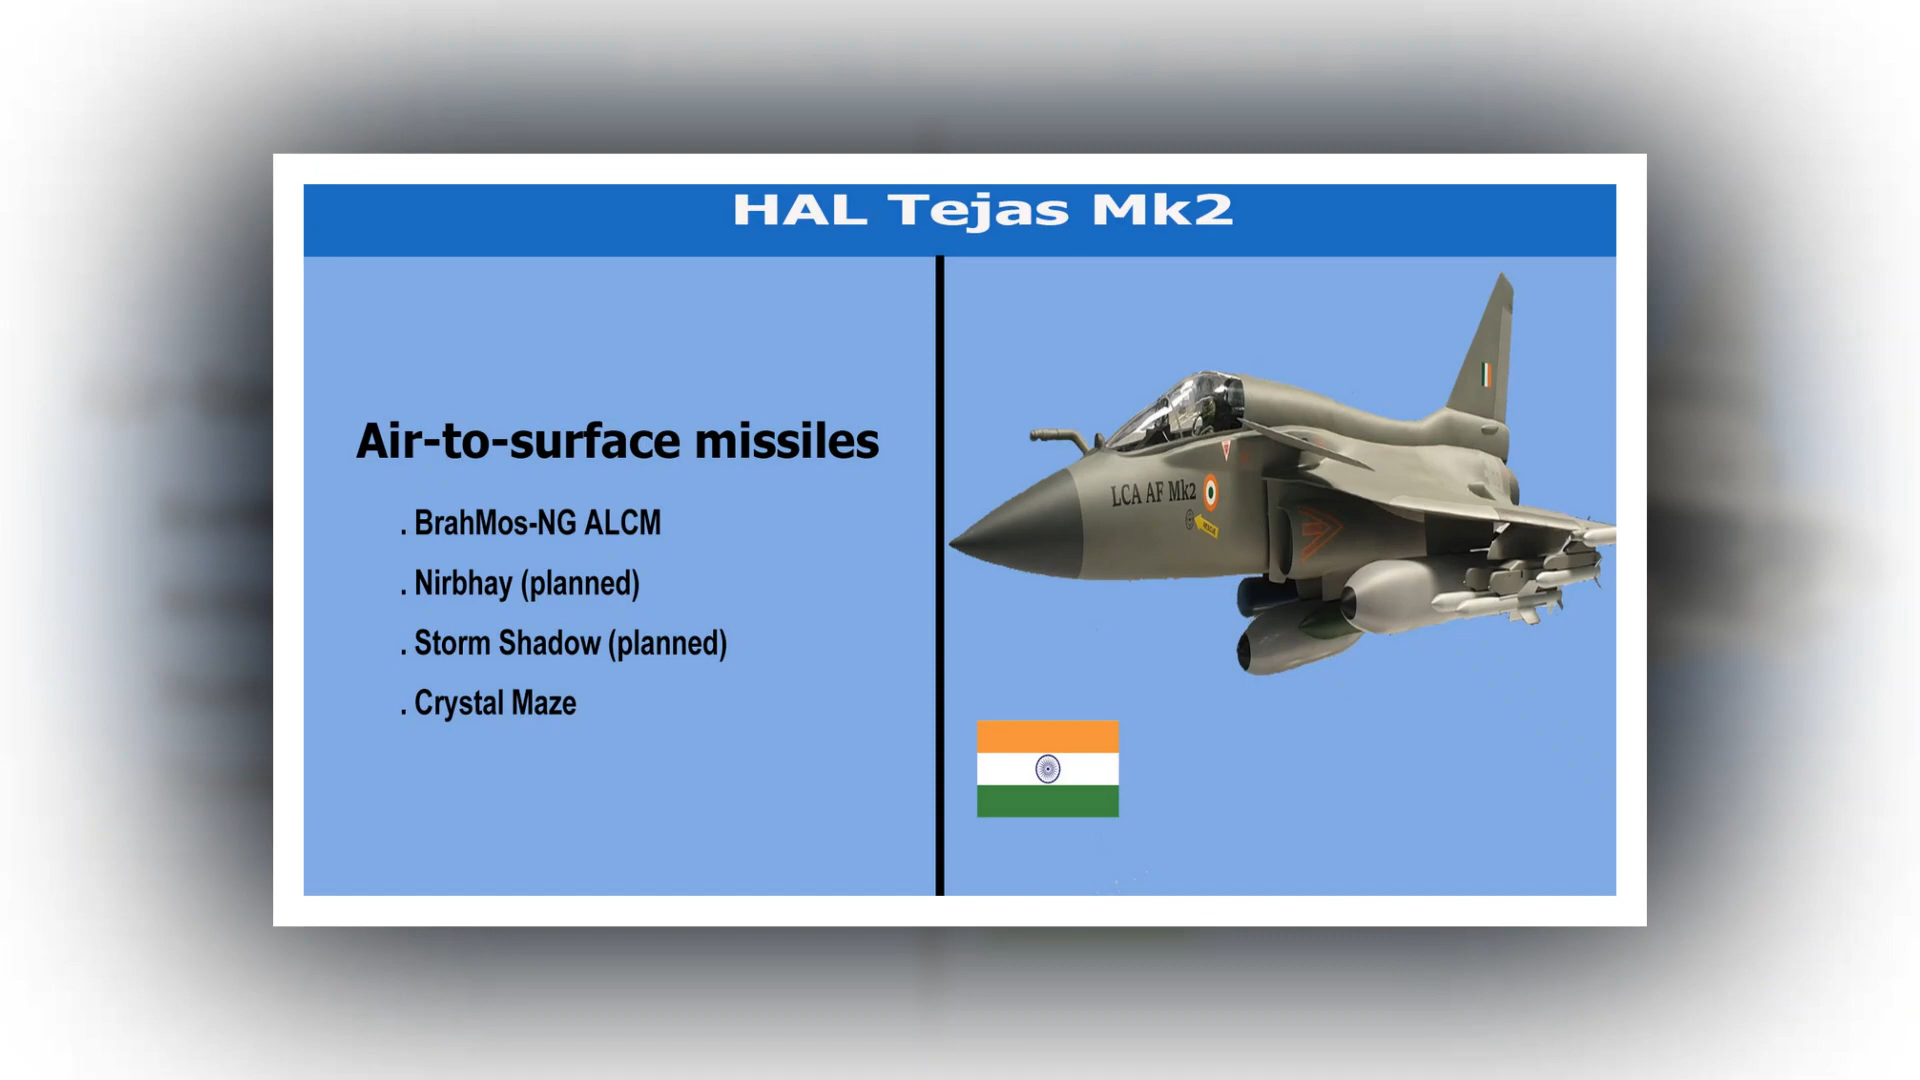 HAL Tejas Mk2
Air-to-surface missiles
. BrahMos-NG ALCM
. Nirbhay (planned)
. Storm Shadow (planned)
. Crystal Maze
LCA AF Mk2